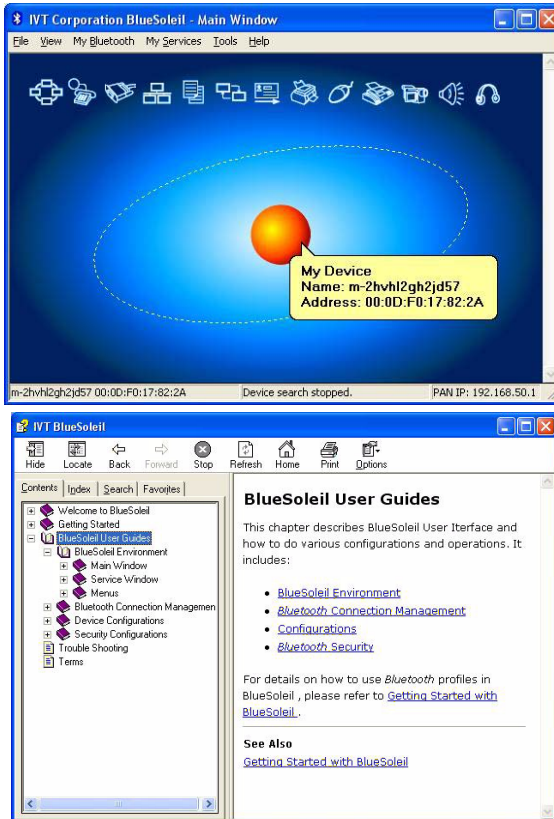 IVT Corporation BlueSoleil - Main Window
File View My Bluetooth My Services Tools Help
My Device
Name: m-2hvhl2gh2jd57
Address: 00:0D:F0:17:82:2A
m-2hvhl2gh2jd57 00:0D:F0:17:82:2A Device search stopped. PAN IP: 192.168.50.1
IVT BlueSoleil
Hide Locate Back Forward Stop Refresh Home Print Options
Contents Index Search Favorites
Welcome to BlueSoleil
Getting Started
BlueSoleil User Guides
BlueSoleil Environment
Main Window
Service Window
Menus
Bluetooth Connection Managemen
Device Configurations
Security Configurations
Trouble Shooting
Terms
BlueSoleil User Guides
This chapter describes BlueSoleil User Iterface and
how to do various configurations and operations. It
includes:
BlueSoleil Environment
Bluetooth Connection Management
Configurations
Bluetooth Security
For details on how to use Bluetooth profiles in
BlueSoleil , please refer to Getting Started with
BlueSoleil .
See Also
Getting Started with BlueSoleil